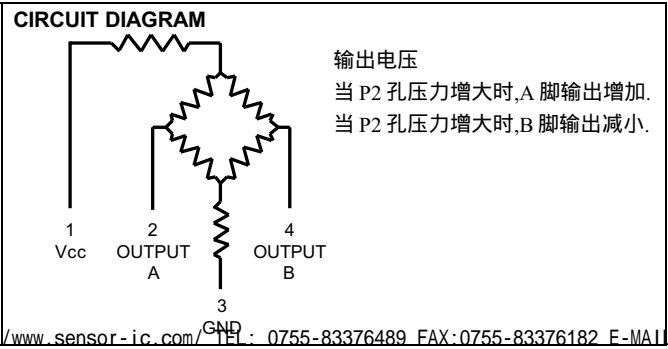 CIRCUIT DIAGRAM
输出电压
当 P2 孔压力增大时,A 脚输出增加.
当 P2 孔压力增大时,B 脚输出减小.
1 2 4
Vcc OUTPUT OUTPUT
A B
3
GND
/www.sensor-ic.com/ TEL: 0755-83376489 FAX:0755-83376182 E-MAIL